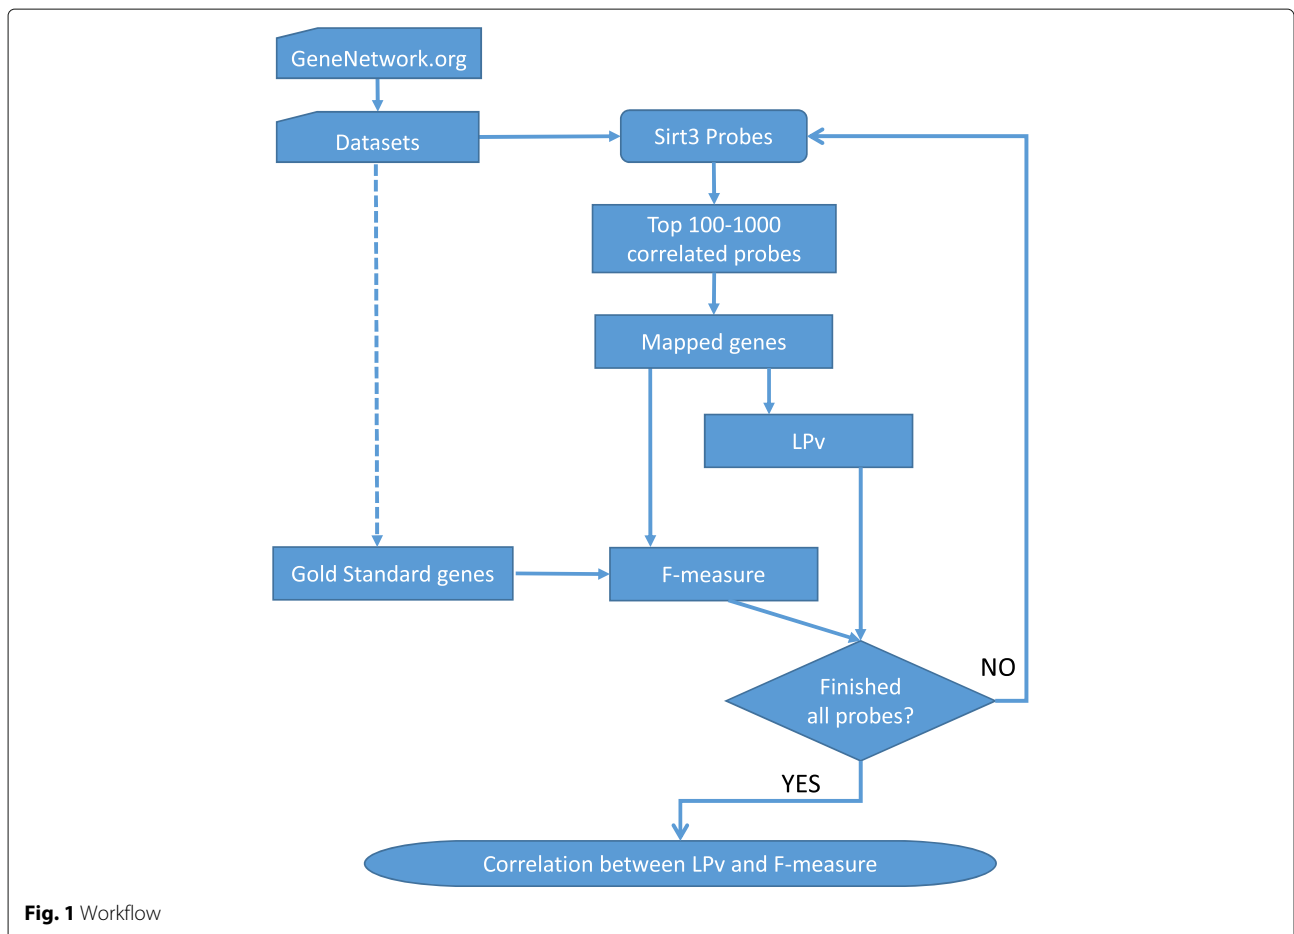 GeneNetwork.org
Datasets
Sirt3 Probes
Top 100-1000
correlated probes
Mapped genes
LPv
Gold Standard genes
F-measure
Finished
all probes?
NO
YES
Correlation between LPv and F-measure
Fig. 1 Workflow